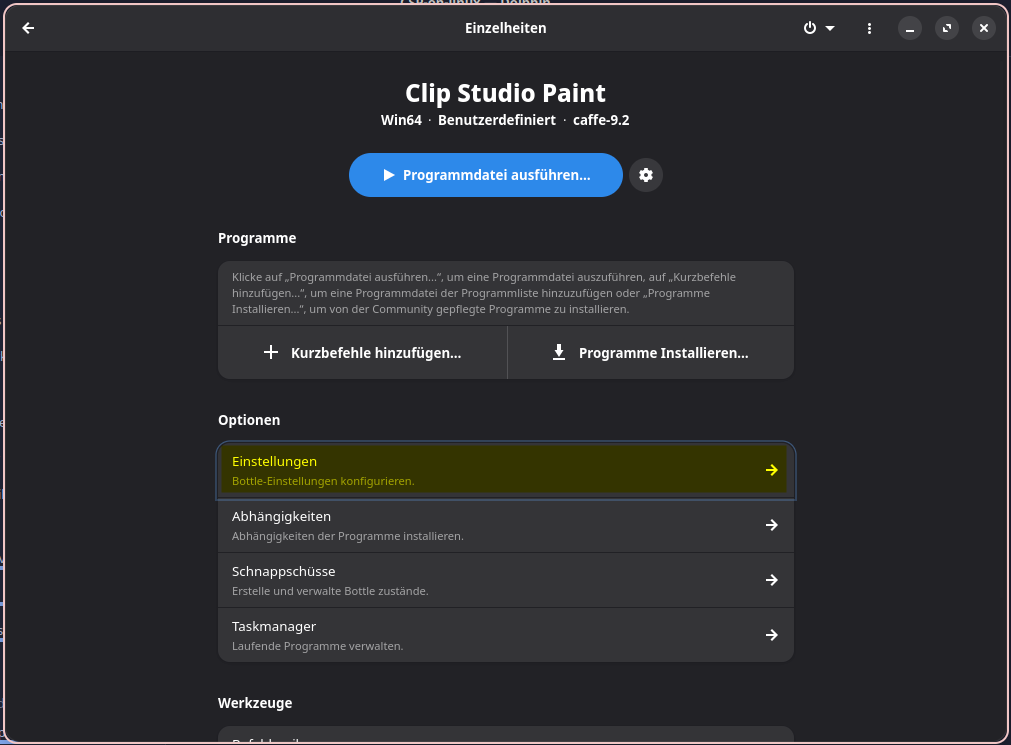 Einzelheiten
Clip Studio Paint
Win64 · Benutzerdefiniert · caffe-9.2
Programmdatei ausführen…
Programme
Klicke auf „Programmdatei ausführen…“, um eine Programmdatei auszuführen, auf „Kurzbefehle
hinzufügen…“, um eine Programmdatei der Programmliste hinzuzufügen oder „Programme
Installieren…“, um von der Community gepflegte Programme zu installieren.
Kurzbefehle hinzufügen…
Programme Installieren…
Optionen
Einstellungen
Bottle-Einstellungen konfigurieren.
Abhängigkeiten
Abhängigkeiten der Programme installieren.
Schnappschüsse
Erstelle und verwalte Bottle zustände.
Taskmanager
Laufende Programme verwalten.
Werkzeuge